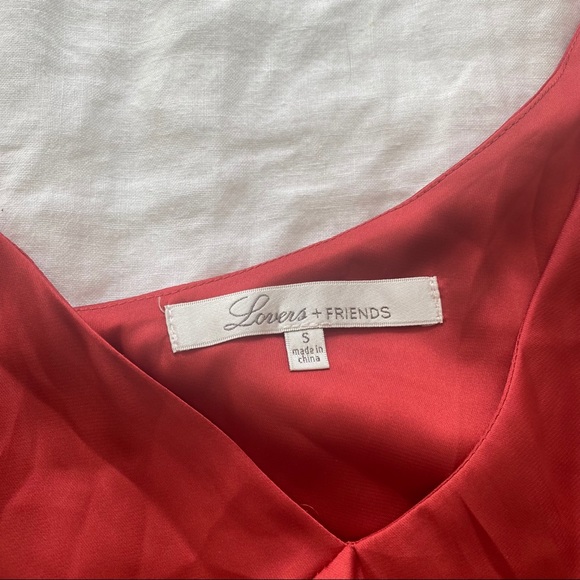 Lovers + FRIENDS
S
made in
china